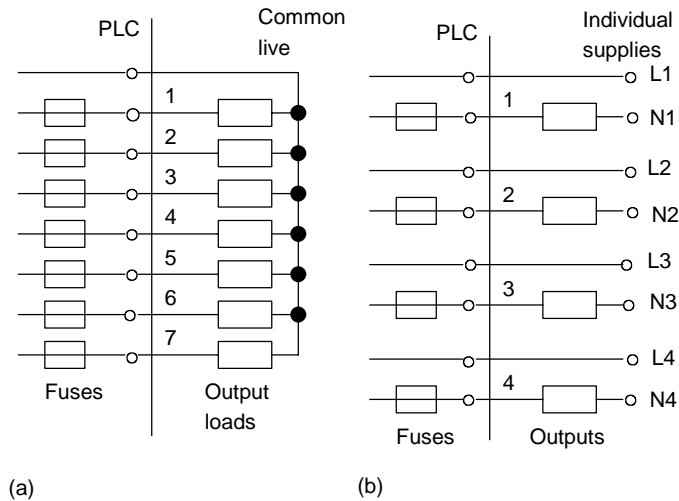 PLC
Common
live
1
2
3
4
5
6
7
Fuses
Output
loads
(a)
PLC
Individual
supplies
L1
1
N1
L2
2
N2
L3
3
N3
L4
4
N4
Fuses
Outputs
(b)